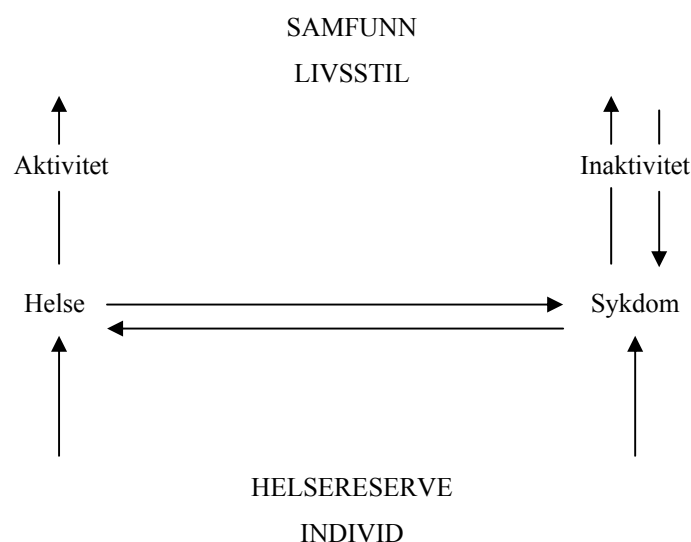 SAMFUNN
LIVSSTIL
Aktivitet
Inaktivitet
Helse
Sykdom
HELSERESERVE
INDIVID